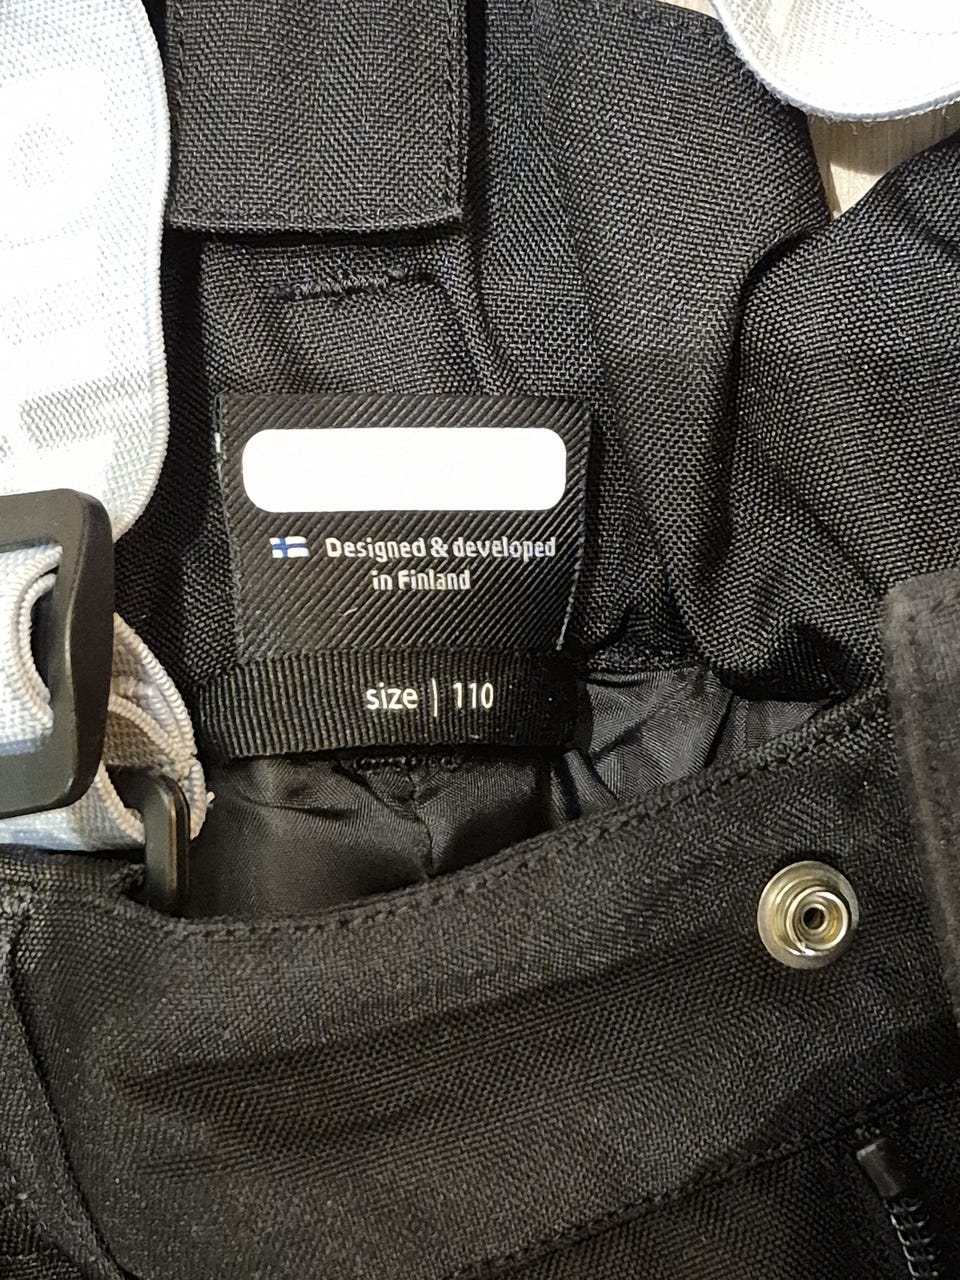 Designed & developed
in Finland
size | 110